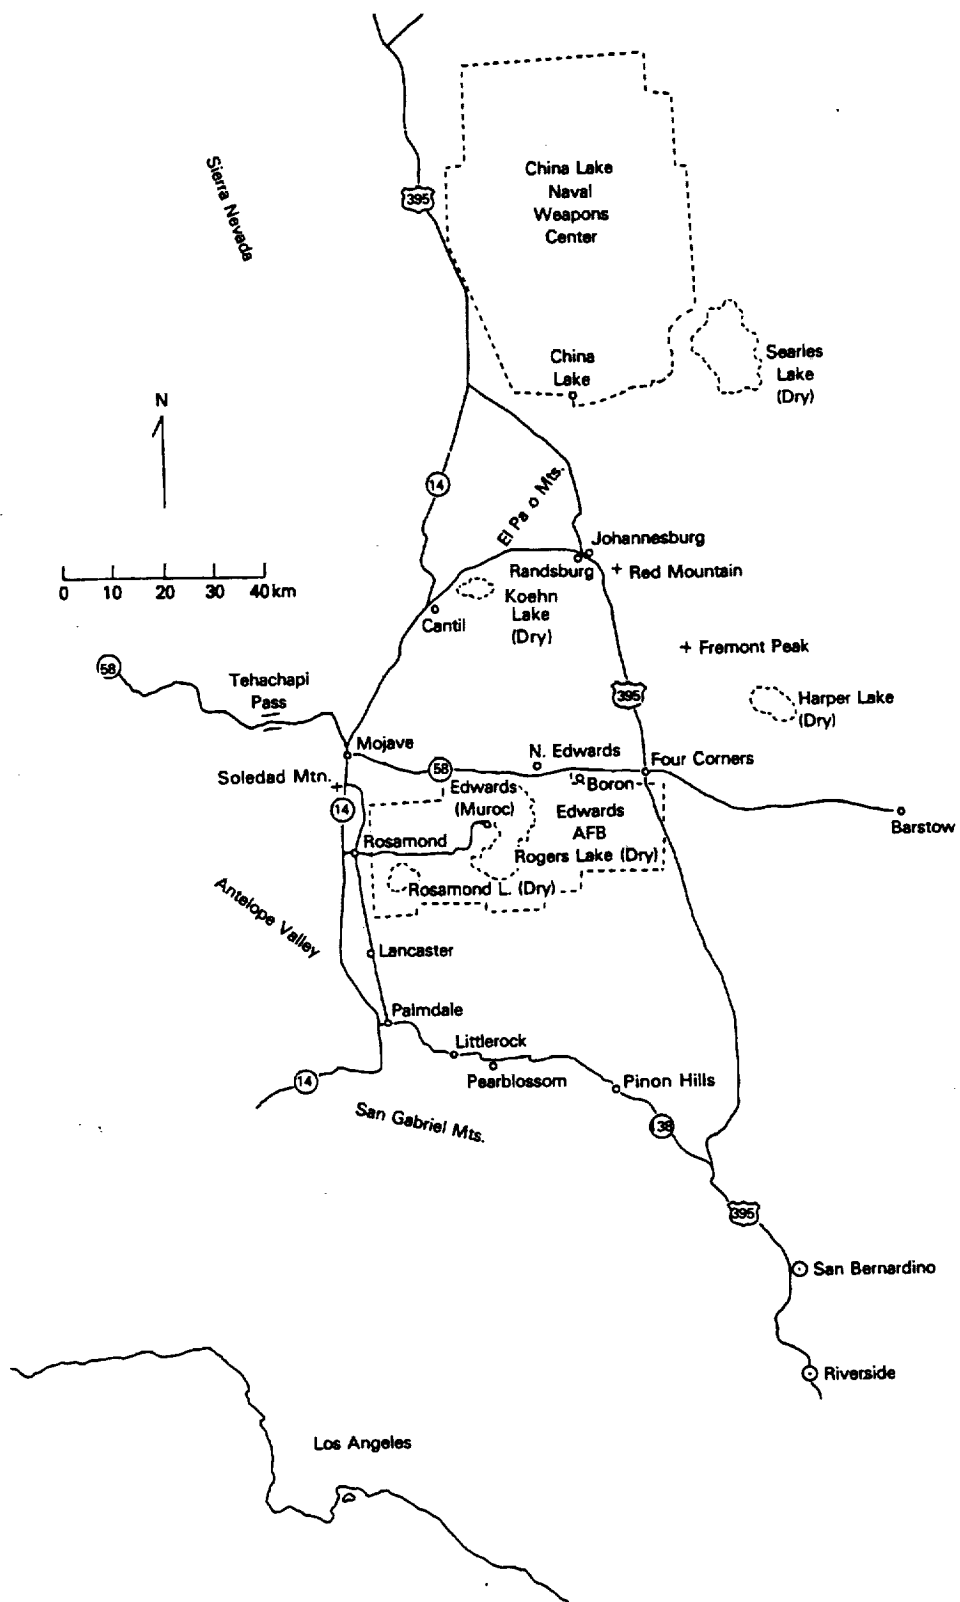 Sierra Nevada
395
China Lake
Naval
Weapons
Center
China
Lake
Searles
Lake
(Dry)
N
14
El Paso Mts.
Johannesburg
Randsburg
Red Mountain
0 10 20 30 40 km
Koehn
Lake
(Dry)
Cantil
Fremont Peak
58
Tehachapi
Pass
395
Harper Lake
(Dry)
Mojave
N. Edwards
Four Corners
58
Soledad Mtn.
Boron
Edwards
(Muroc)
14
Edwards
AFB
Barstow
Rosamond
Rogers Lake (Dry)
Rosamond L. (Dry)
Antelope Valley
Lancaster
Palmdale
Littlerock
Pearblossom
Pinon Hills
14
San Gabriel Mts.
138
395
San Bernardino
Riverside
Los Angeles